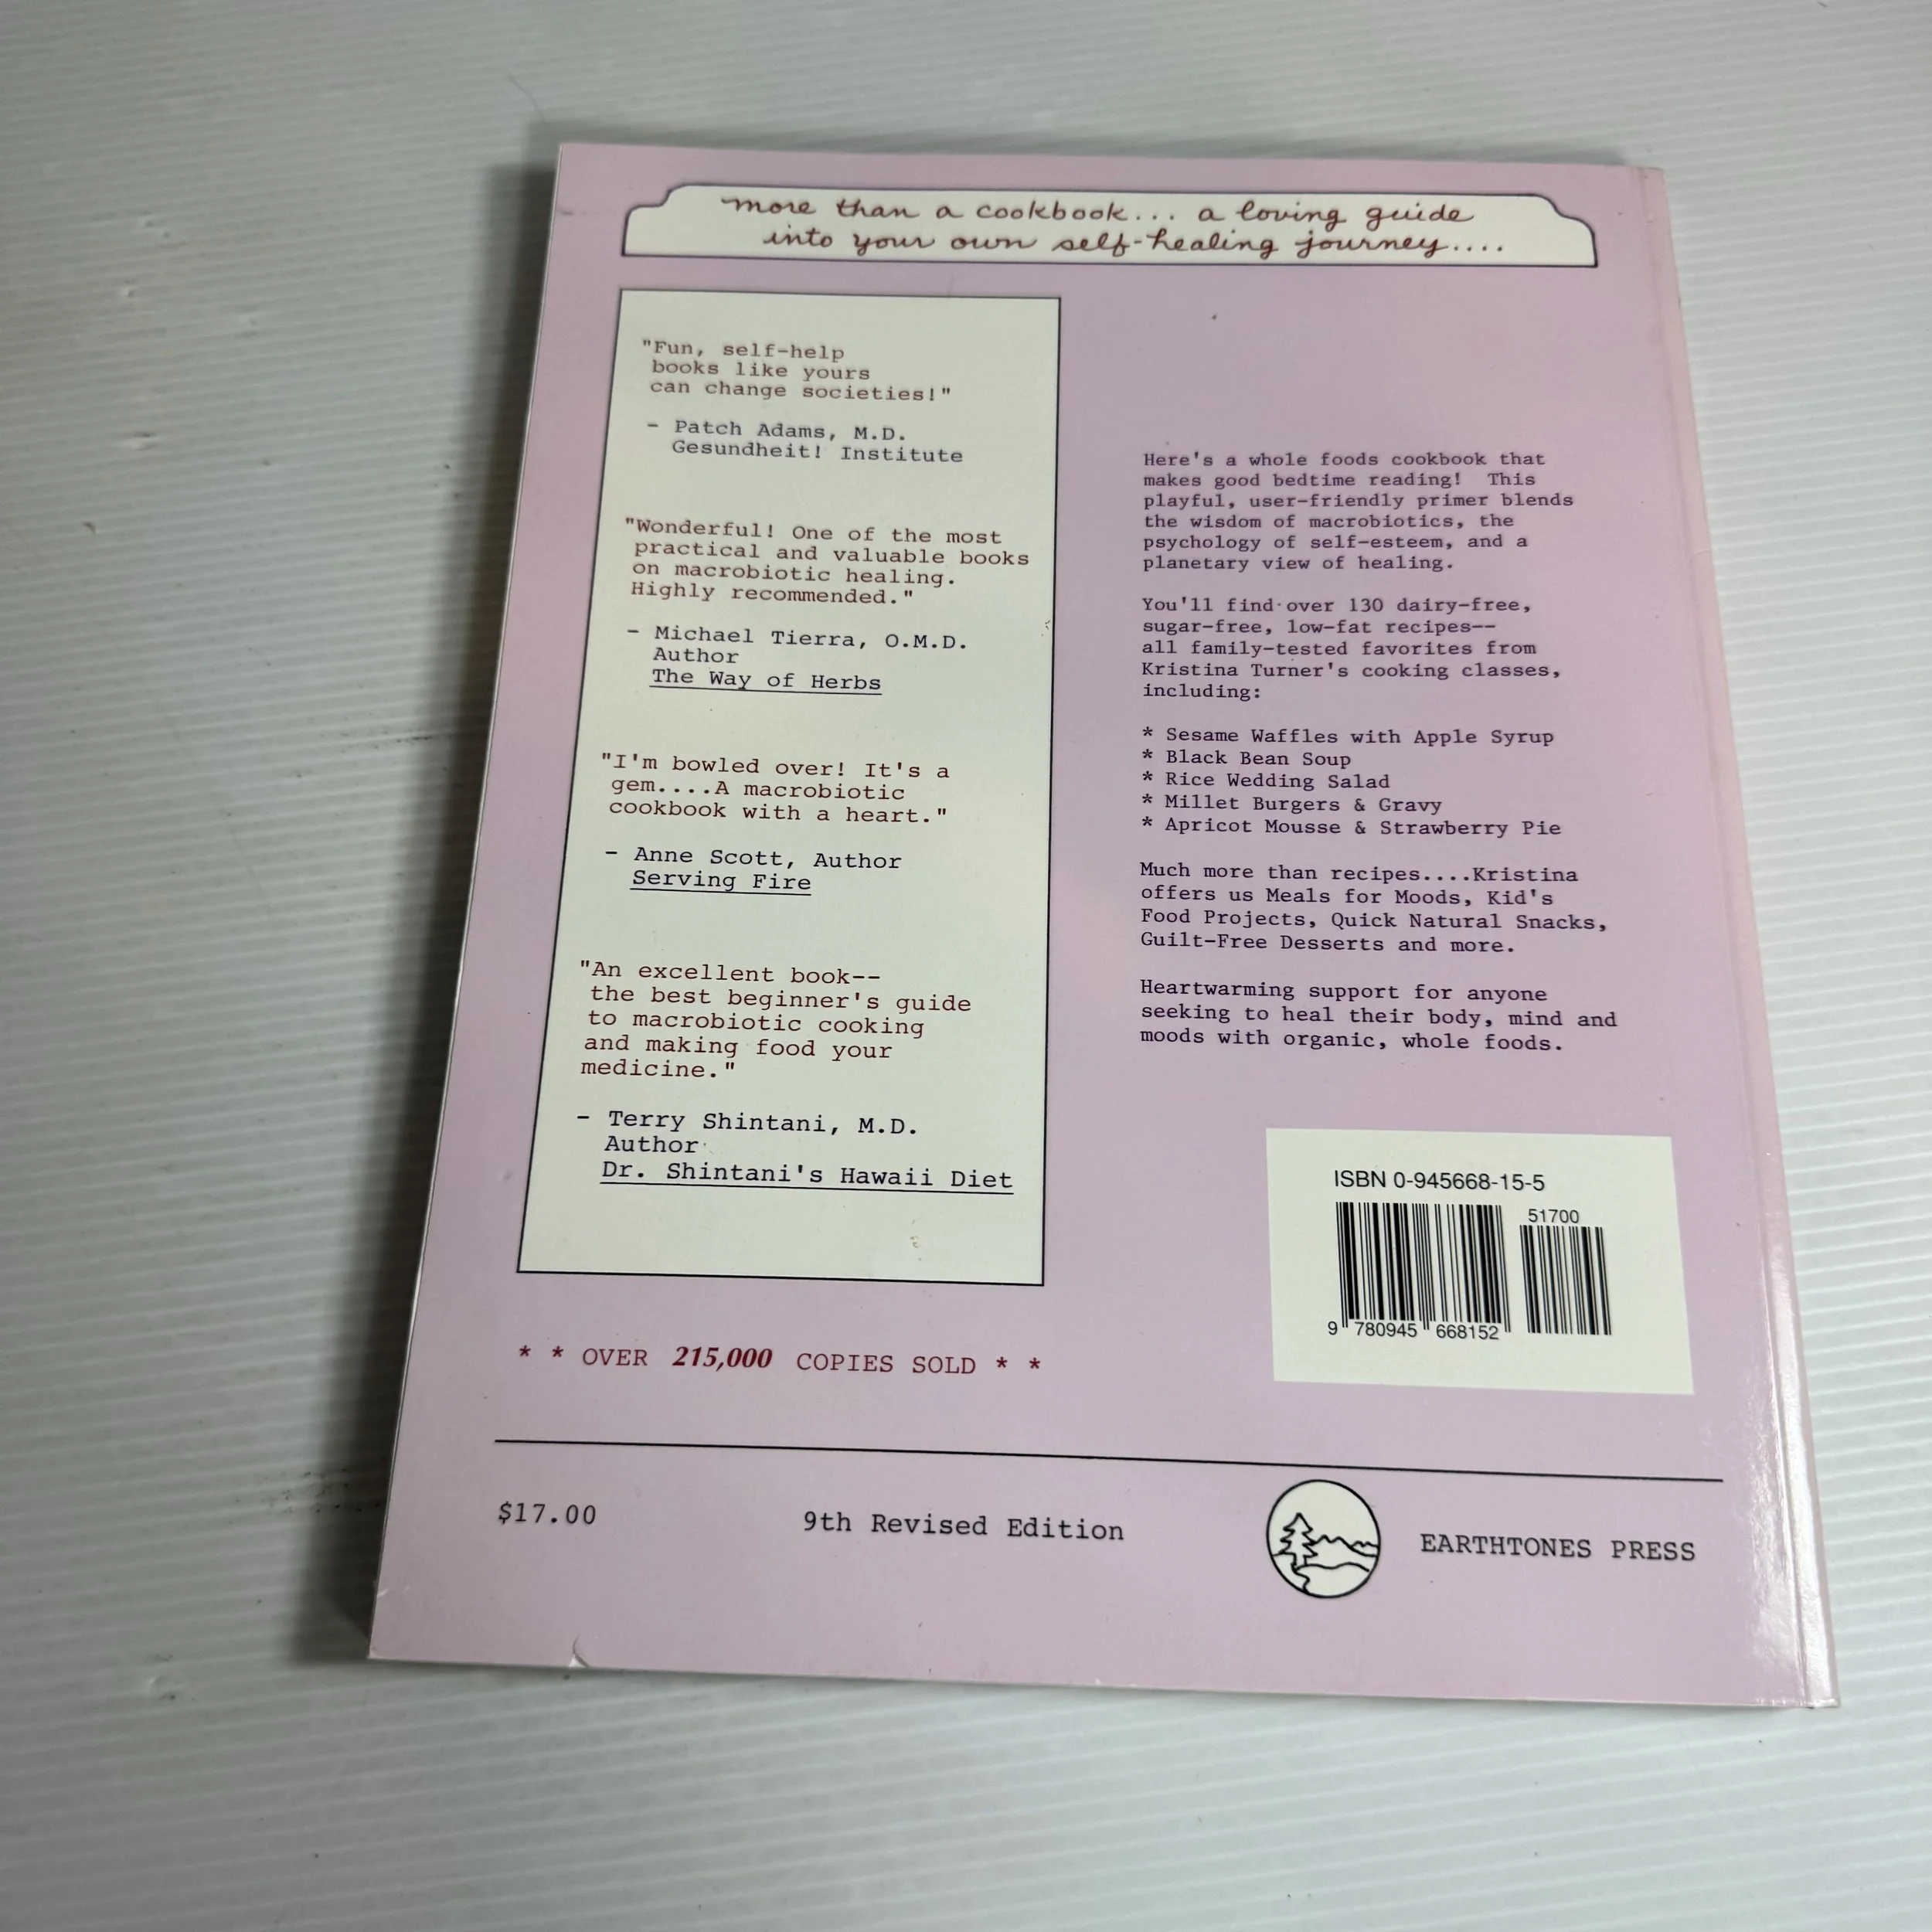 more than a cookbook... a loving guide
into your own self-healing journey....
"Fun, self-help
books like yours
can change societies!"
- Patch Adams, M.D.
Gesundheit! Institute
"Wonderful! One of the most
practical and valuable books
on macrobiotic healing.
Highly recommended."
- Michael Tierra, O.M.D.
Author
The Way of Herbs
"I'm bowled over! It's a
gem....A macrobiotic
cookbook with a heart."
- Anne Scott, Author
Serving Fire
"An excellent book--
the best beginner's guide
to macrobiotic cooking
and making food your
medicine."
- Terry Shintani, M.D.
Author
Dr. Shintani's Hawaii Diet
* * OVER 215,000 COPIES SOLD * *
Here's a whole foods cookbook that
makes good bedtime reading! This
playful, user-friendly primer blends
the wisdom of macrobiotics, the
psychology of self-esteem, and a
planetary view of healing.
You'll find over 130 dairy-free,
sugar-free, low-fat recipes--
all family-tested favorites from
Kristina Turner's cooking classes,
including:
* Sesame Waffles with Apple Syrup
* Black Bean Soup
* Rice Wedding Salad
* Millet Burgers & Gravy
* Apricot Mousse & Strawberry Pie
Much more than recipes....Kristina
offers us Meals for Moods, Kid's
Food Projects, Quick Natural Snacks,
Guilt-Free Desserts and more.
Heartwarming support for anyone
seeking to heal their body, mind and
moods with organic, whole foods.
ISBN 0-945668-15-5
51700
9 780945 668152
$17.00
9th Revised Edition
EARTHTONES PRESS